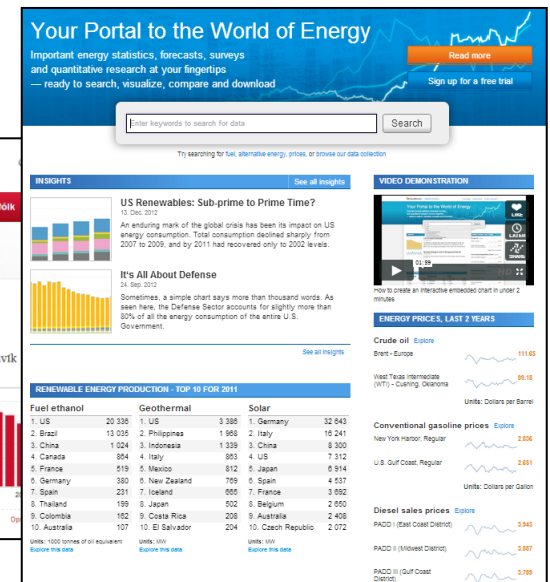 Your Portal to the World of Energy
Important energy statistics, forecasts, surveys
and quantitative research at your fingertips
— ready to search, visualize, compare and download
Read more
Sign up for a free trial
Enter keywords to search for data
Search
Try searching for fuel, alternative energy, prices, or browse our data collection
INSIGHTS
See all insights
US Renewables: Sub-prime to Prime Time?
13. Dec. 2012
An enduring mark of the global crisis has been its impact on US
energy consumption. Total consumption declined sharply from
2007 to 2009, and by 2011 had recovered only to 2002 levels.
It's All About Defense
24. Sep. 2012
Sometimes, a simple chart says more than thousand words. As
seen here, the Defense Sector accounts for slightly more than
80% of all the energy consumption of the entire U.S.
Government.
See all insights
RENEWABLE ENERGY PRODUCTION - TOP 10 FOR 2011
Fuel ethanol
1. US 20 336
2. Brazil 13 035
3. China 1 024
4. Canada 864
5. France 519
6. Germany 380
7. Spain 231
8. Thailand 199
9. Colombia 162
10. Australia 107
Units: 1000 tonnes of oil equivalent
Explore this data
Geothermal
1. US 3 386
2. Philippines 1 968
3. Indonesia 1 339
4. Italy 863
5. Mexico 812
6. New Zealand 769
7. Iceland 665
8. Japan 502
9. Costa Rica 208
10. El Salvador 204
Units: MW
Explore this data
Solar
1. Germany 32 643
2. Italy 16 241
3. China 8 300
4. US 7 312
5. Japan 6 914
6. Spain 4 537
7. France 3 692
8. Belgium 2 650
9. Australia 2 408
10. Czech Republic 2 072
Units: MW
Explore this data
VIDEO DEMONSTRATION
LIKE
LATER
SHARE
01:59
HD
How to create an interactive embedded chart in under 2
minutes
ENERGY PRICES, LAST 2 YEARS
Crude oil Explore
Brent - Europe 111.65
West Texas Intermediate
(WTI) - Cushing, Oklahoma 99.18
Units: Dollars per Barrel
Conventional gasoline prices Explore
New York Harbor, Regular 2.836
U.S. Gulf Coast, Regular 2.681
Units: Dollars per Gallon
Diesel sales prices Explore
PADD I (East Coast District) 3.943
PADD II (Midwest District) 3.887
PADD III (Gulf Coast
District) 3.789